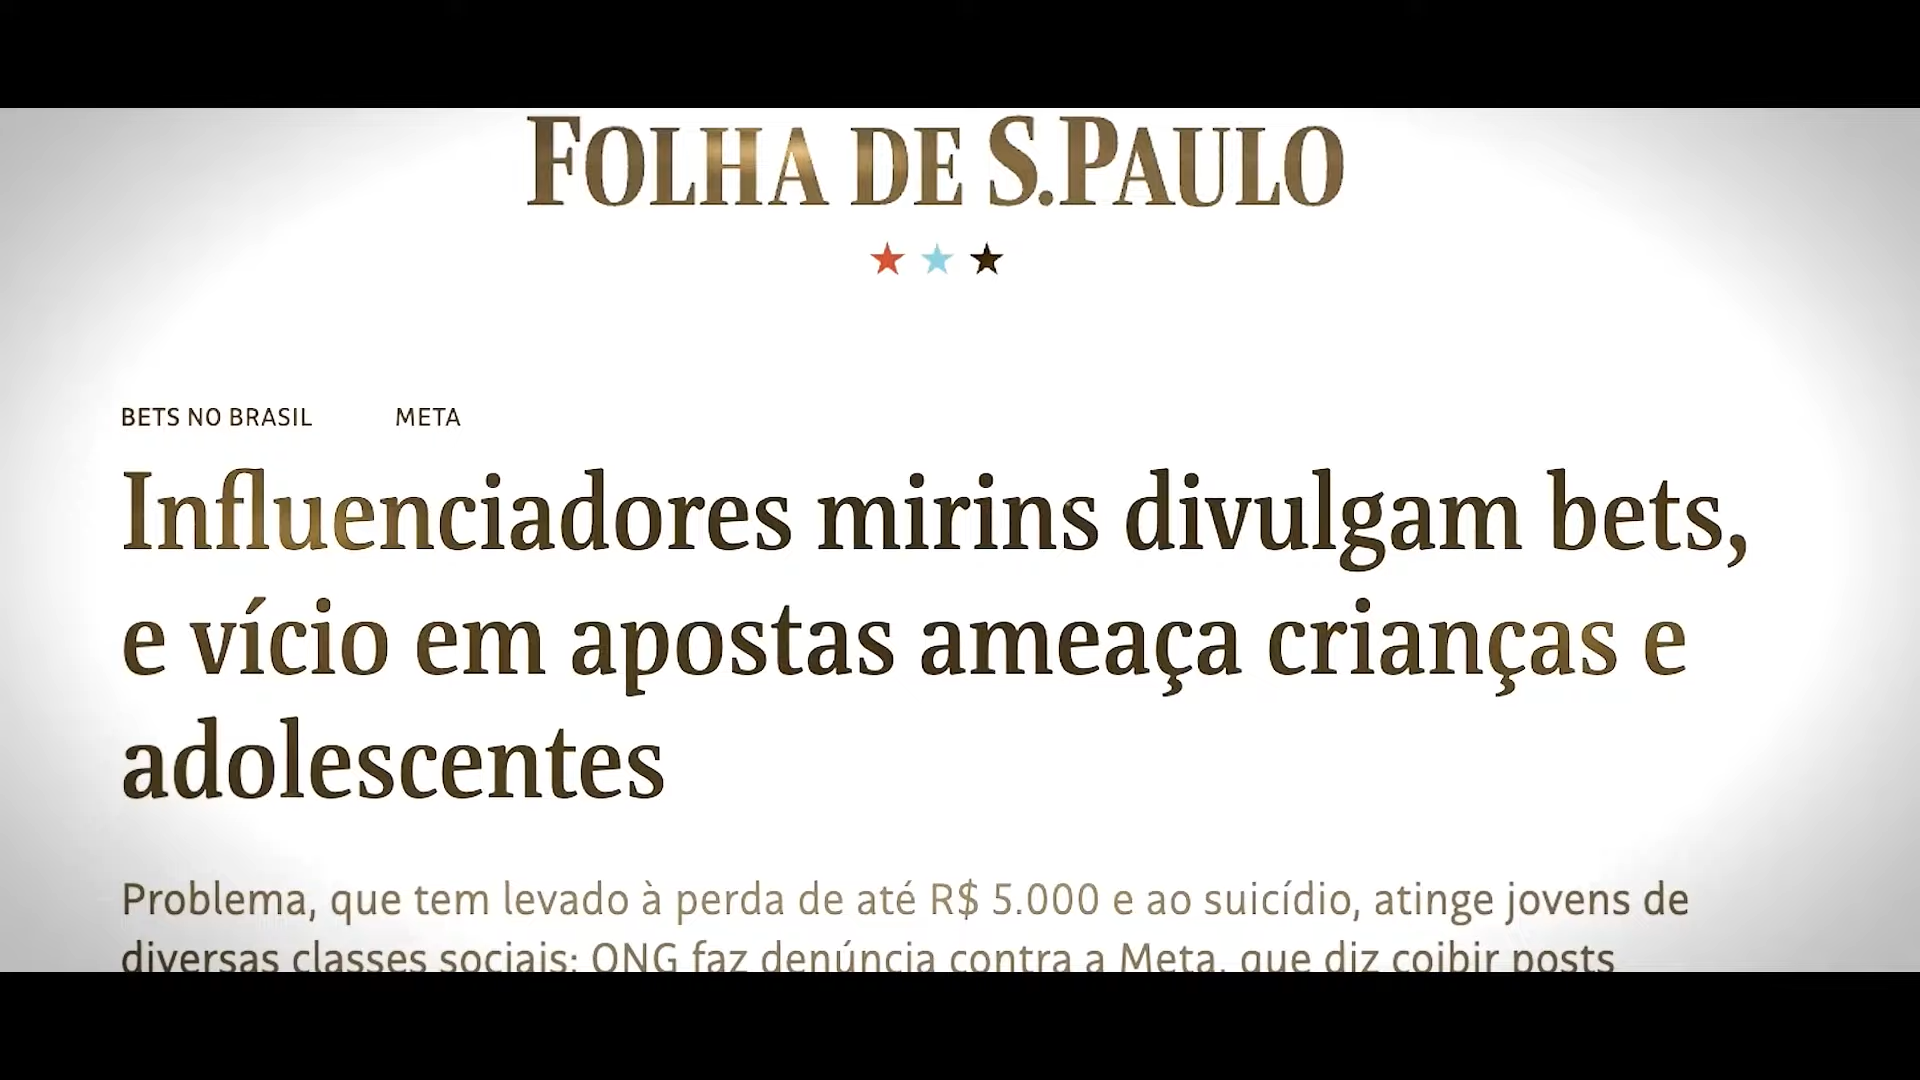 FOLHA DE S.PAULO
BETS NO BRASIL META
Influenciadores mirins divulgam bets,
e vício em apostas ameaça crianças e
adolescentes
Problema, que tem levado à perda de até R$ 5.000 e ao suicídio, atinge jovens de
diversas classes sociais; ONG faz denúncia contra a Meta, que diz coibir posts